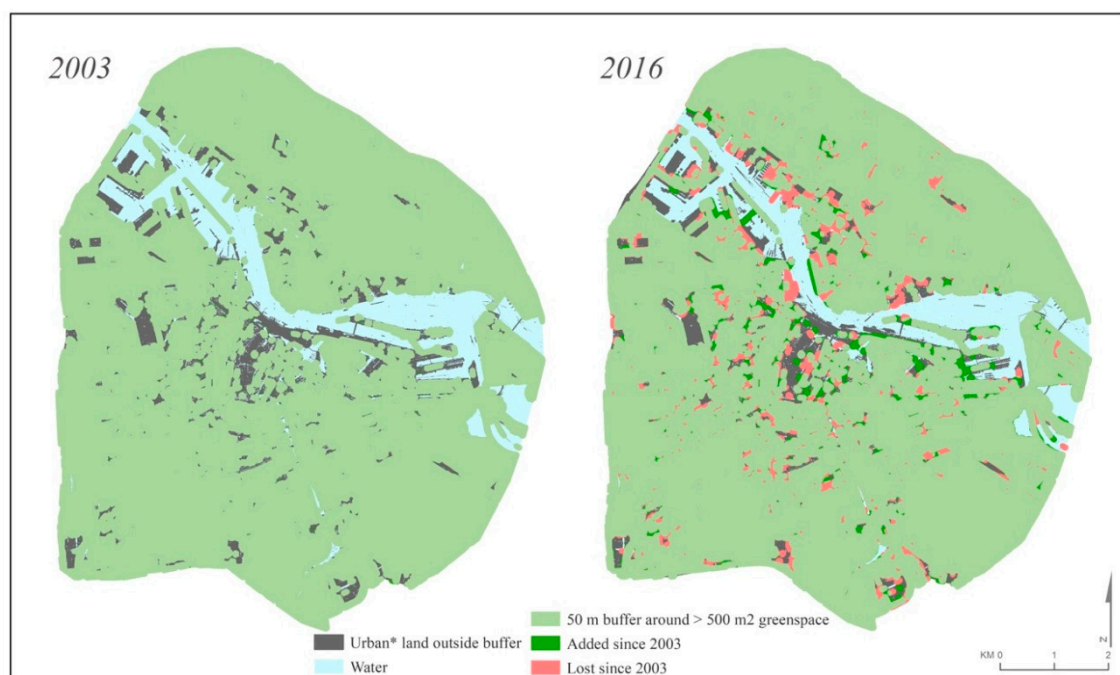 2003
2016
Urban* land outside buffer
Water
50 m buffer around > 500 m2 greenspace
Added since 2003
Lost since 2003
N
KM 0 1 2